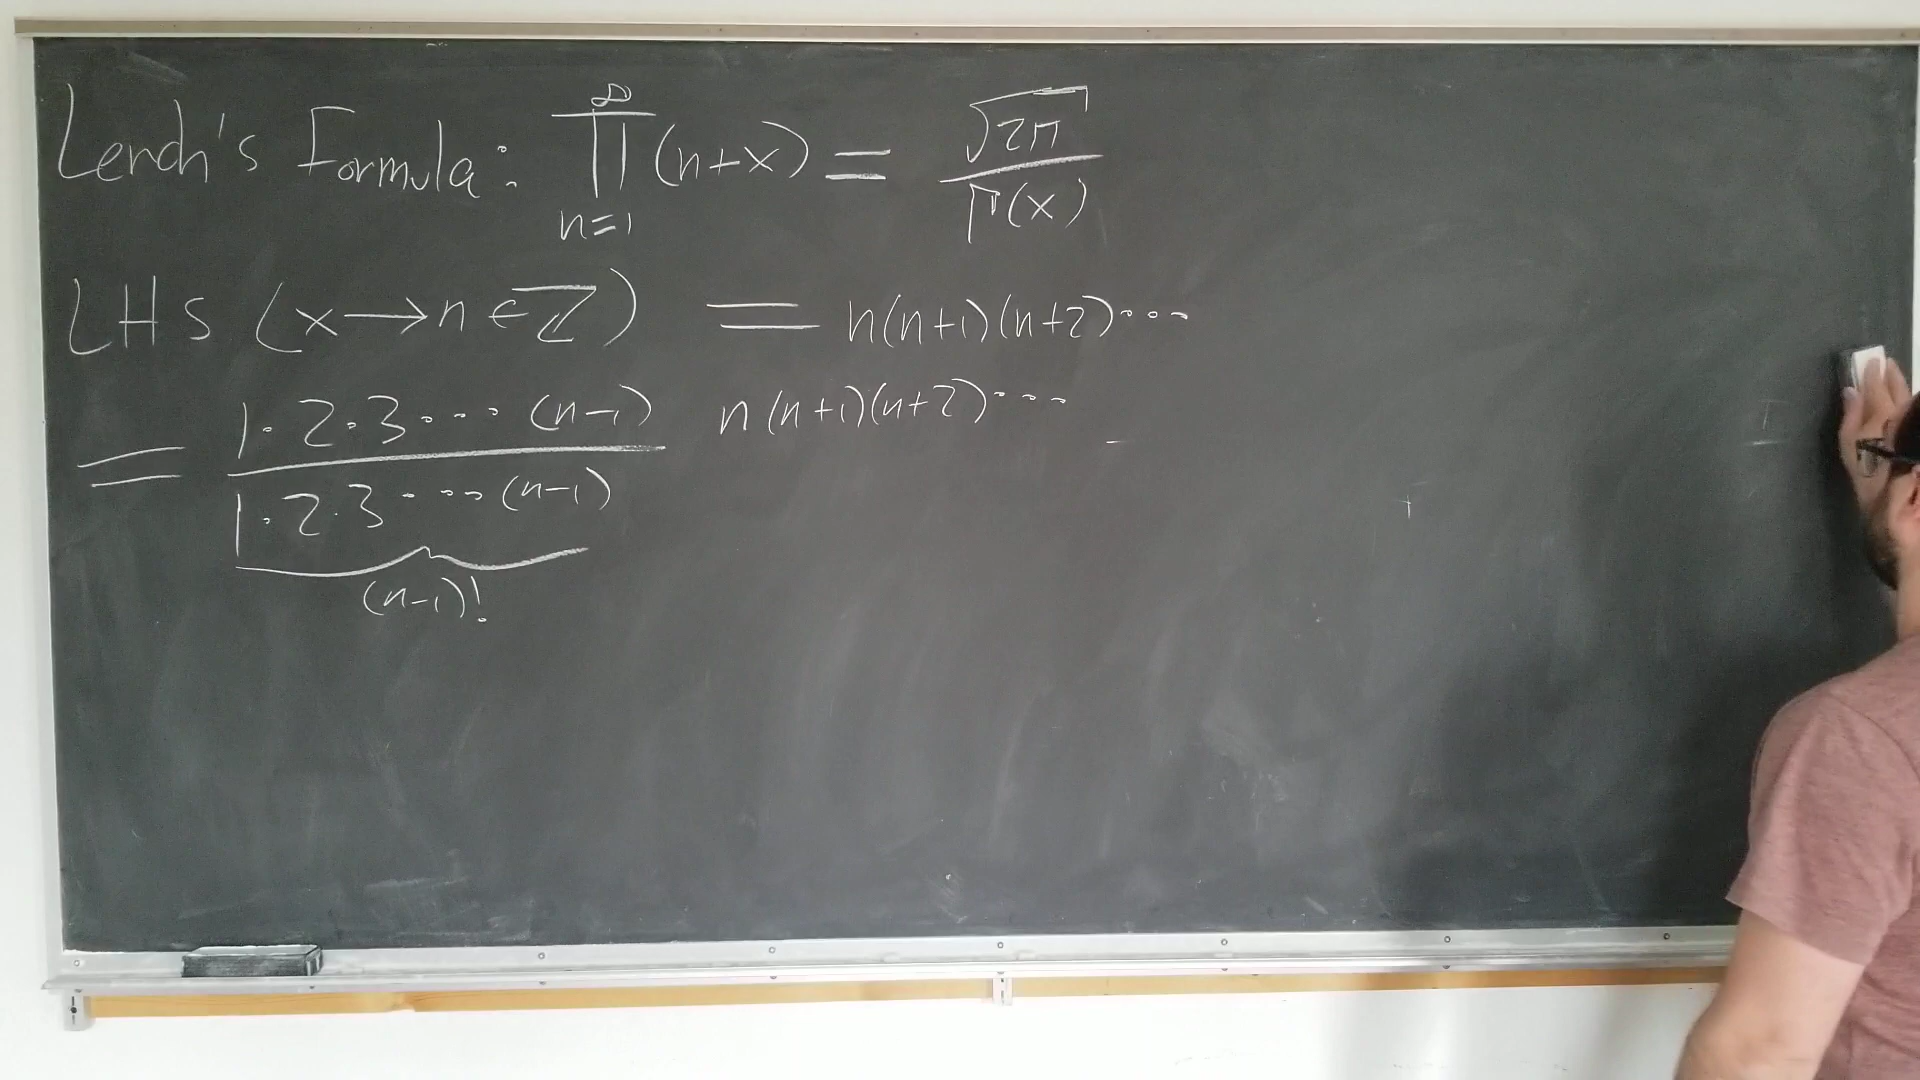 Lerch's Formula: ∞∏n=1 (n+x) = √2π / Γ(x)
LHS (x→n∈ℤ) = n(n+1)(n+2)···
= 1·2·3···(n-1) / 1·2·3···(n-1) n(n+1)(n+2)···
(n-1)!